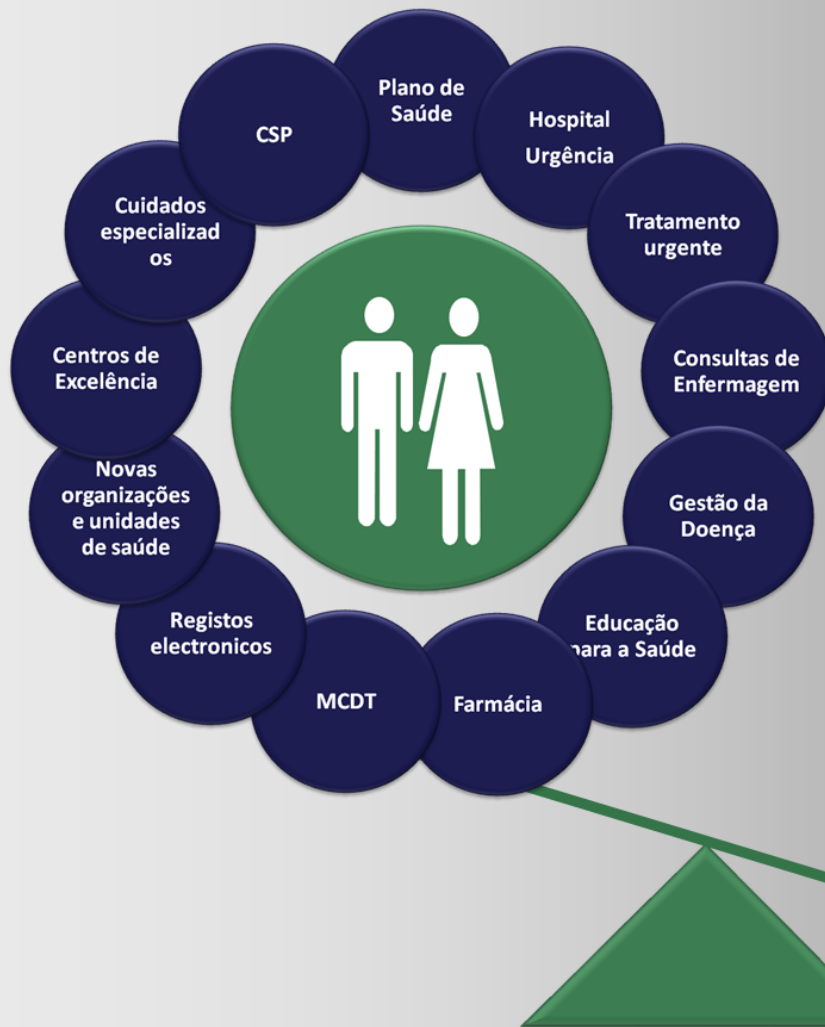 Plano de
Saúde
Hospital
Urgência
Tratamento
urgente
Consultas de
Enfermagem
Gestão da
Doença
Educação
para a Saúde
Farmácia
MCDT
Registos
electronicos
Novas
organizações
e unidades
de saúde
Centros de
Excelência
Cuidados
especializad
os
CSP